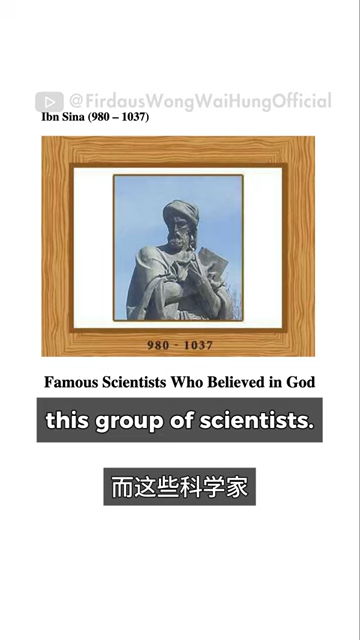 @FirdausWongWaiHungOfficial
Ibn Sina (980 – 1037)
980 - 1037
Famous Scientists Who Believed in God
this group of scientists.
而这些科学家